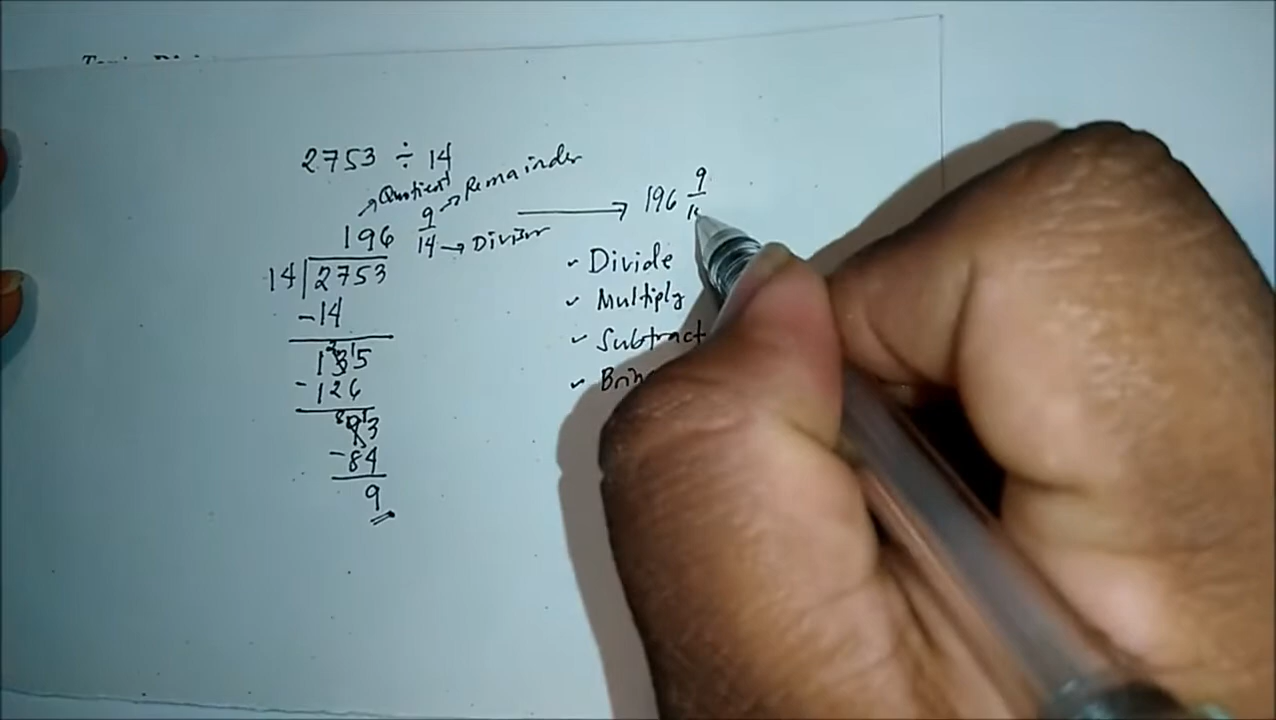 2753 ÷ 14
Quotient
Remainder
196 9/14
Divisor
14 2753
-14
135
-126
93
-84
9
196 9
Divide
Multiply
Subtract